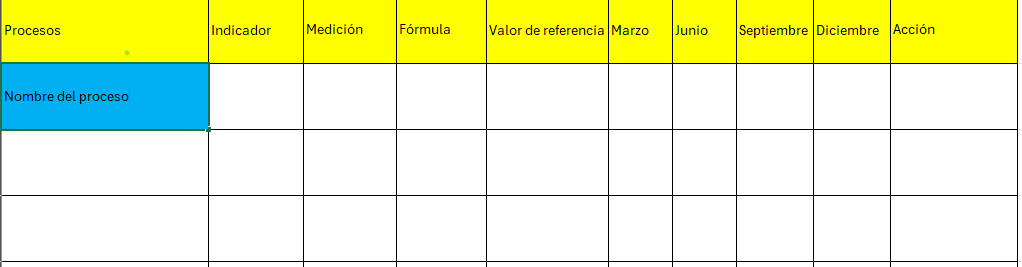 Procesos Indicador Medición Fórmula Valor de referencia Marzo Junio Septiembre Diciembre Acción
Nombre del proceso